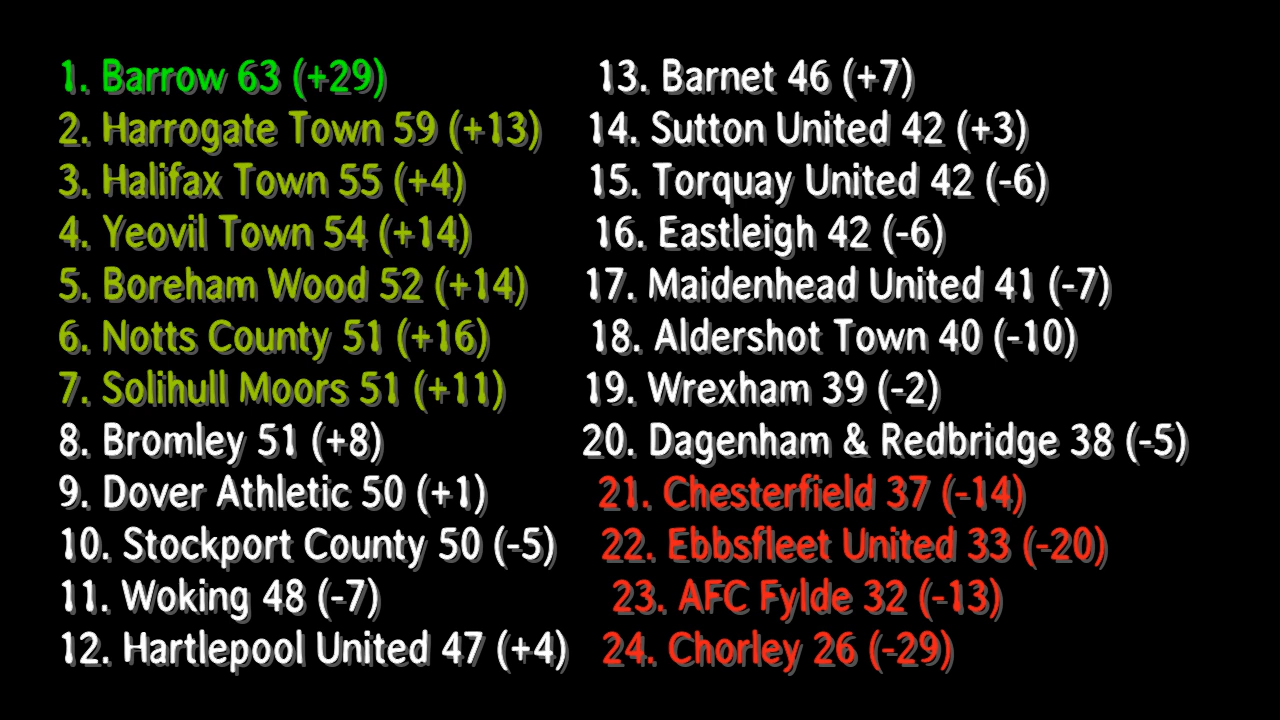 1. Barrow 63 (+29)
2. Harrogate Town 59 (+13)
3. Halifax Town 55 (+4)
4. Yeovil Town 54 (+14)
5. Boreham Wood 52 (+14)
6. Notts County 51 (+16)
7. Solihull Moors 51 (+11)
8. Bromley 51 (+8)
9. Dover Athletic 50 (+1)
10. Stockport County 50 (-5)
11. Woking 48 (-7)
12. Hartlepool United 47 (+4)
13. Barnet 46 (+7)
14. Sutton United 42 (+3)
15. Torquay United 42 (-6)
16. Eastleigh 42 (-6)
17. Maidenhead United 41 (-7)
18. Aldershot Town 40 (-10)
19. Wrexham 39 (-2)
20. Dagenham & Redbridge 38 (-5)
21. Chesterfield 37 (-14)
22. Ebbsfleet United 33 (-20)
23. AFC Fylde 32 (-13)
24. Chorley 26 (-29)